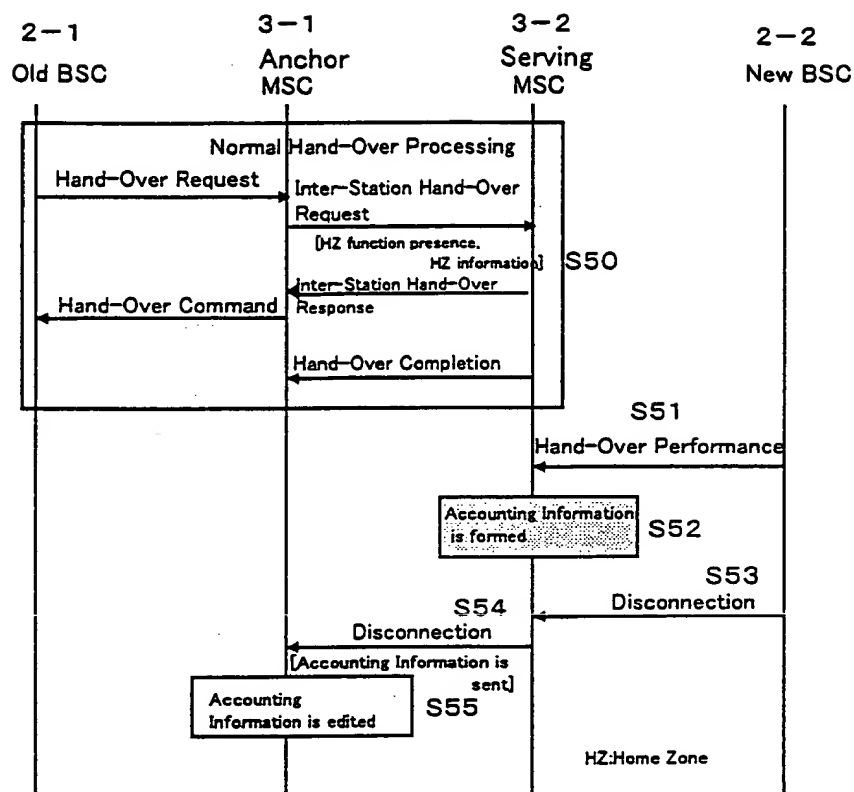 2-1
Old BSC
3-1
Anchor
MSC
3-2
Serving
MSC
2-2
New BSC
Normal Hand-Over Processing
Hand-Over Request
Inter-Station Hand-Over
Request
[HZ function presence.
HZ information]
S50
Inter-Station Hand-Over
Response
Hand-Over Command
Hand-Over Completion
S51
Hand-Over Performance
Accounting Information
is formed
S52
S53
Disconnection
S54
Disconnection
[Accounting Information is
sent]
Accounting
Information is edited
S55
HZ:Home Zone